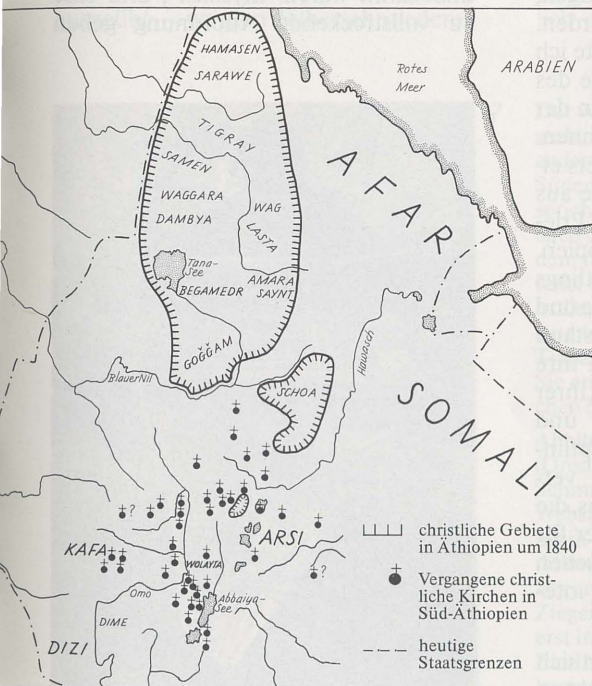 HAMASEN
SARAWE
Rotes
Meer
ARABIEN
TIGRAY
SAMEN
AFAR
WAGGARA
DAMBYA
WAG
LASTA
Tana-
See
BEGAMEDR
AMARA
SAYNT
GOǦǦAM
Blauer Nil
SCHOA
Hawasch
SOMALI
?
KAFA
ARSI
WOLAYTA
?
Omo
Abbaiya-
See
DIME
DIZI
christliche Gebiete
in Äthiopien um 1840
Vergangene christ-
liche Kirchen in
Süd-Äthiopien
heutige
Staatsgrenzen